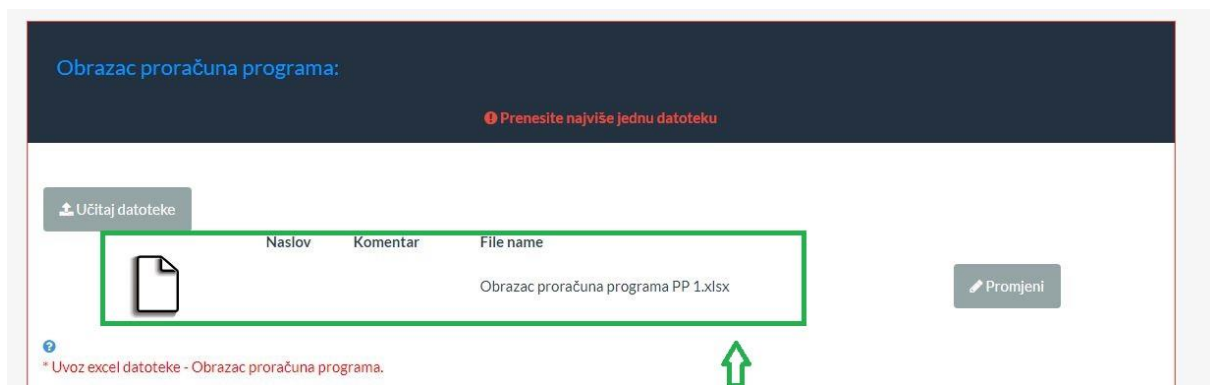 Obrazac proračuna programa:
Prenesite najviše jednu datoteku
Učitaj datoteke
Naslov Komentar File name
Obrazac proračuna programa PP 1.xlsx
Promjeni
* Uvoz excel datoteke - Obrazac proračuna programa.